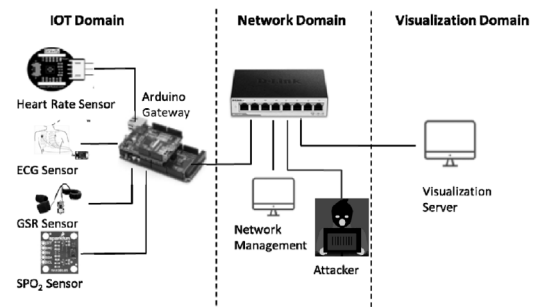 IOT Domain
Network Domain
Visualization Domain
D-Link
Heart Rate Sensor
Arduino
Gateway
ECG Sensor
GSR Sensor
SPO₂ Sensor
Network
Management
Attacker
Visualization
Server